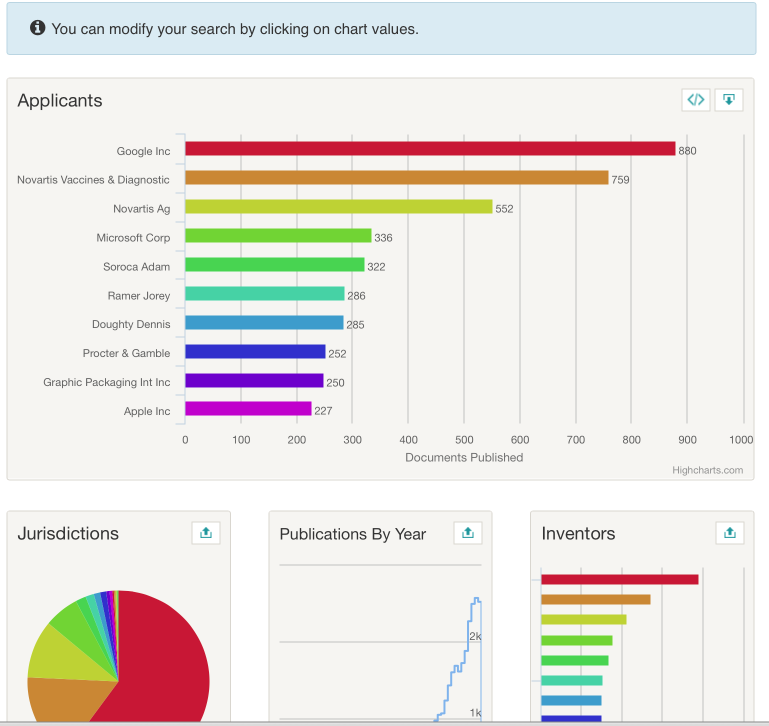 You can modify your search by clicking on chart values.
Applicants
Google Inc 880
Novartis Vaccines & Diagnostic 759
Novartis Ag 552
Microsoft Corp 336
Soroca Adam 322
Ramer Jorey 286
Doughty Dennis 285
Procter & Gamble 252
Graphic Packaging Int Inc 250
Apple Inc 227
0 100 200 300 400 500 600 700 800 900 1000
Documents Published
Highcharts.com
Jurisdictions
Publications By Year
2k
1k
Inventors